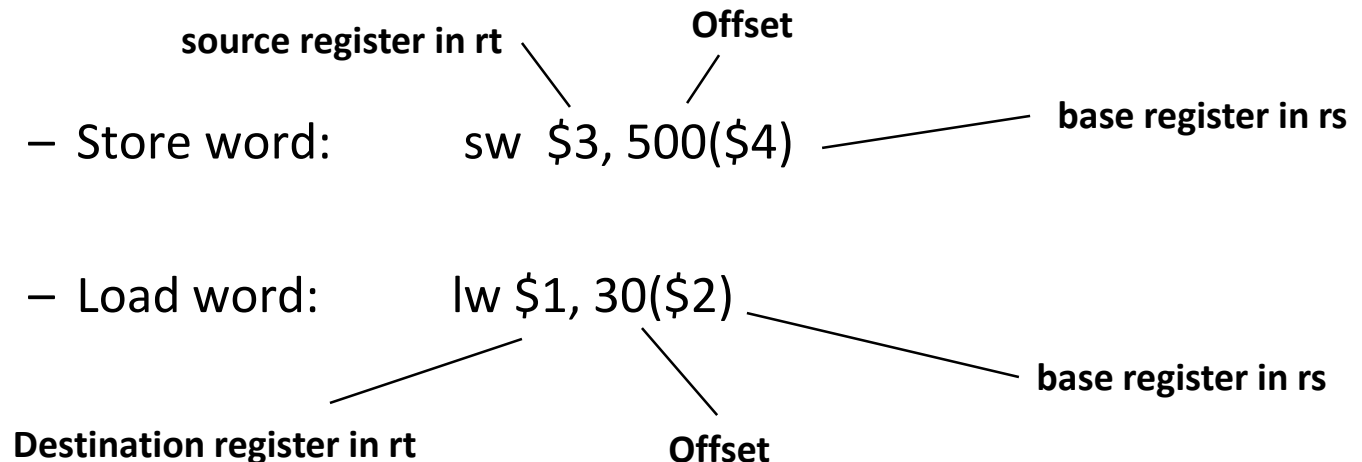 source register in rt
Offset
– Store word: sw $3, 500($4)
base register in rs
– Load word: lw $1, 30($2)
base register in rs
Destination register in rt
Offset